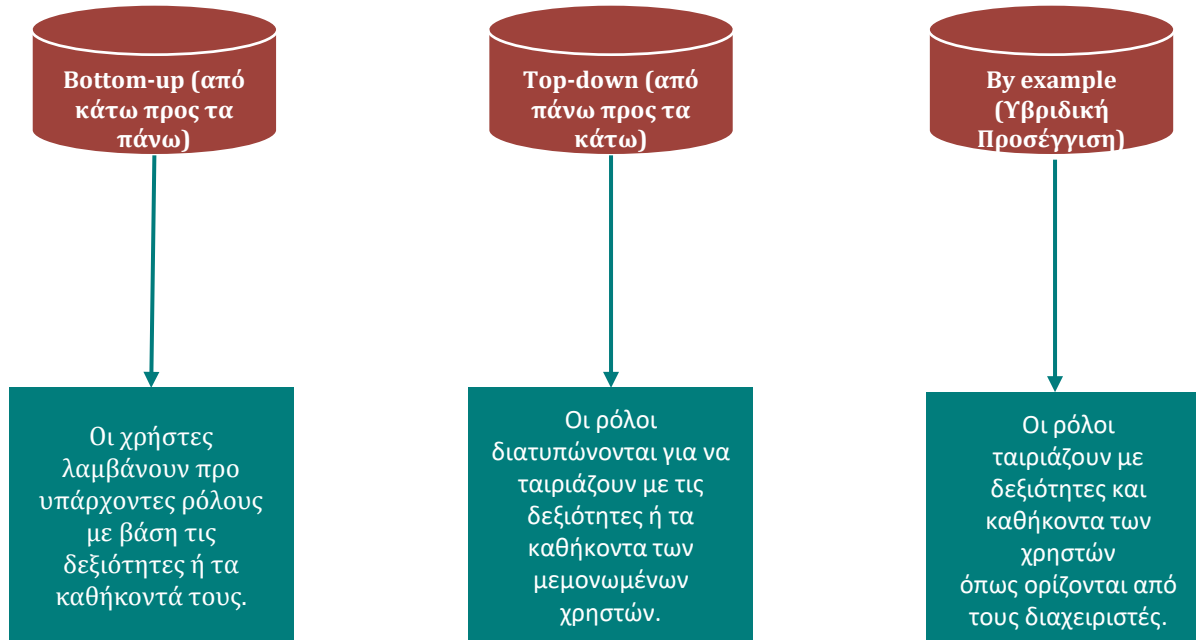 Bottom-up (από
κάτω προς τα
πάνω)
Top-down (από
πάνω προς τα
κάτω)
By example
(Υβριδική
Προσέγγιση)
Οι χρήστες
λαμβάνουν προ
υπάρχοντες ρόλους
με βάση τις
δεξιότητες ή τα
καθήκοντά τους.
Οι ρόλοι
διατυπώνονται για να
ταιριάζουν με τις
δεξιότητες ή τα
καθήκοντα των
μεμονωμένων
χρηστών.
Οι ρόλοι
ταιριάζουν με
δεξιότητες και
καθήκοντα των
χρηστών
όπως ορίζονται από
τους διαχειριστές.